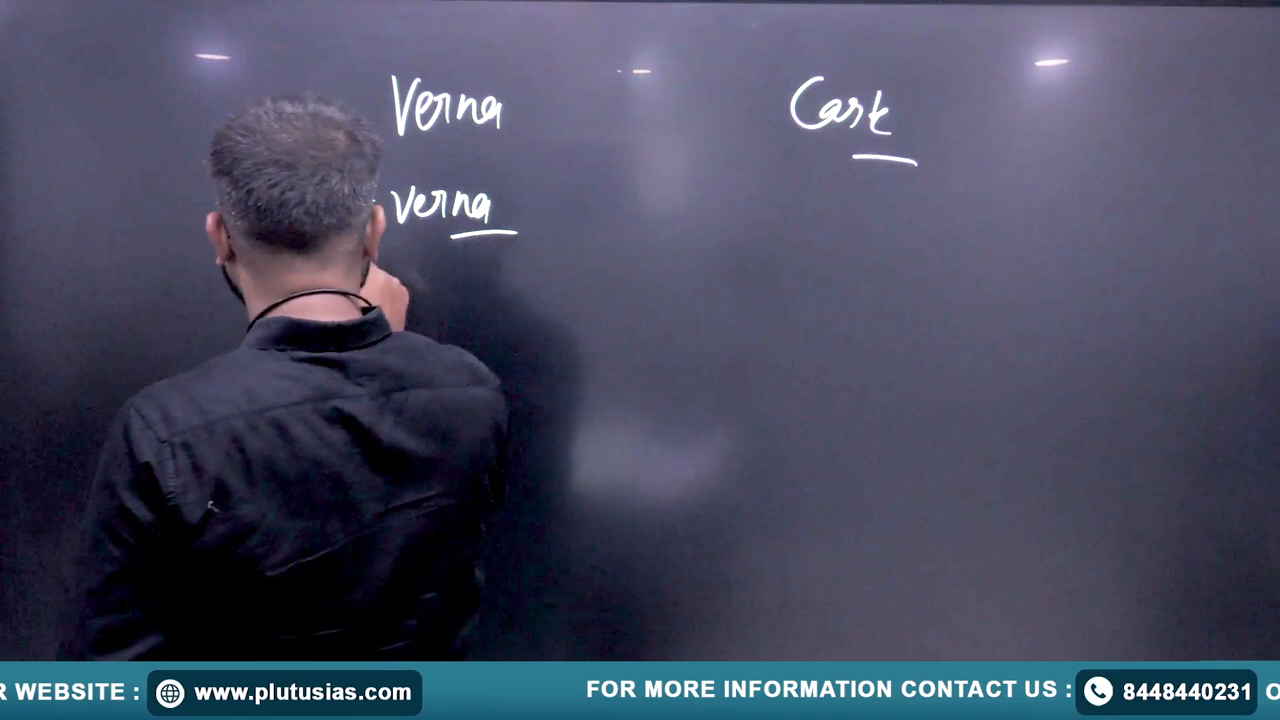 Verna
Cast
verna
R WEBSITE : www.plutusias.com FOR MORE INFORMATION CONTACT US : 8448440231 O